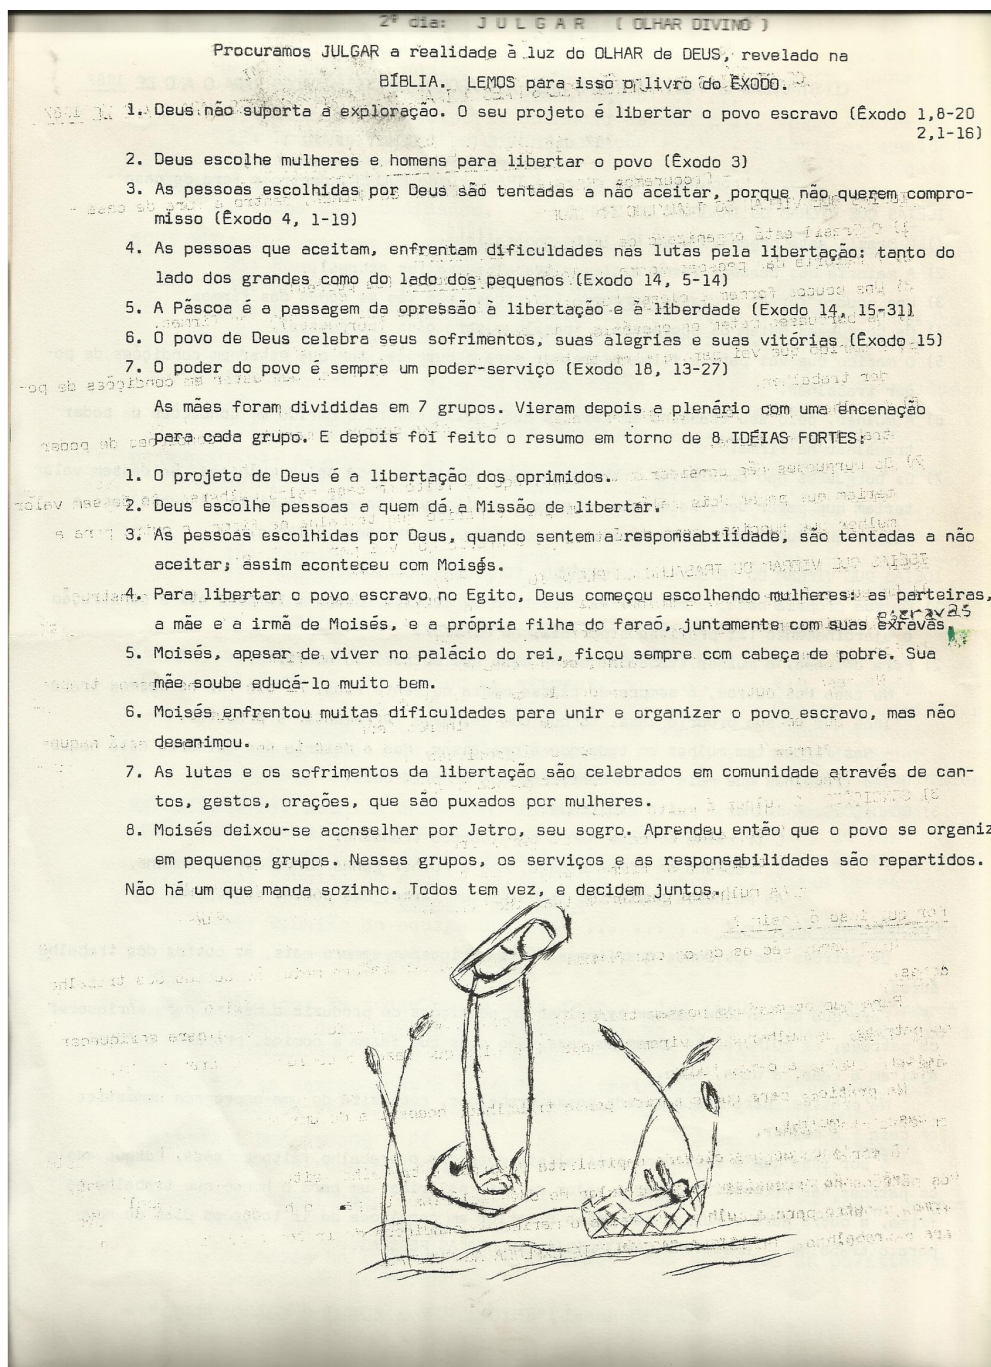 2º dia: J U L G A R ( OLHAR DIVINO )
Procuramos JULGAR a realidade à luz do OLHAR de DEUS, revelado na
BÍBLIA. LEMOS para isso o livro do ÊXODO.
1. Deus não suporta a exploração. O seu projeto é libertar o povo escravo (Êxodo 1,8-20
2,1-16)
2. Deus escolhe mulheres e homens para libertar o povo (Êxodo 3)
3. As pessoas escolhidas por Deus são tentadas a não aceitar, porque não querem compro-
misso (Êxodo 4, 1-19)
4. As pessoas que aceitam, enfrentam dificuldades nas lutas pela libertação: tanto do
lado dos grandes como do lado dos pequenos (Exodo 14, 5-14)
5. A Páscoa é a passagem da opressão à libertação e à liberdade (Exodo 14, 15-31)
6. O povo de Deus celebra seus sofrimentos, suas alegrias e suas vitórias (Êxodo 15)
7. O poder do povo é sempre um poder-serviço (Exodo 18, 13-27)
As mães foram divididas em 7 grupos. Vieram depois a plenário com uma encenação
para cada grupo. E depois foi feito o resumo em torno de 8 IDÉIAS FORTES:
1. O projeto de Deus é a libertação dos oprimidos.
2. Deus escolhe pessoas a quem dá a Missão de libertar.
3. As pessoas escolhidas por Deus, quando sentem a responsabilidade, são tentadas a não
aceitar; assim aconteceu com Moisés.
4. Para libertar o povo escravo no Egito, Deus começou escolhendo mulheres: as parteiras,
escravas
a mãe e a irmã de Moisés, e a própria filha do faraó, juntamente com suas exravas.
5. Moisés, apesar de viver no palácio do rei, ficou sempre com cabeça de pobre. Sua
mãe soube educá-lo muito bem.
6. Moisés enfrentou muitas dificuldades para unir e organizar o povo escravo, mas não
desanimou.
7. As lutas e os sofrimentos da libertação são celebrados em comunidade através de can-
tos, gestos, orações, que são puxados por mulheres.
8. Moisés deixou-se aconselhar por Jetro, seu sogro. Aprendeu então que o povo se organiz
em pequenos grupos. Nesses grupos, os serviços e as responsabilidades são repartidos.
Não há um que manda sozinho. Todos tem vez, e decidem juntos.